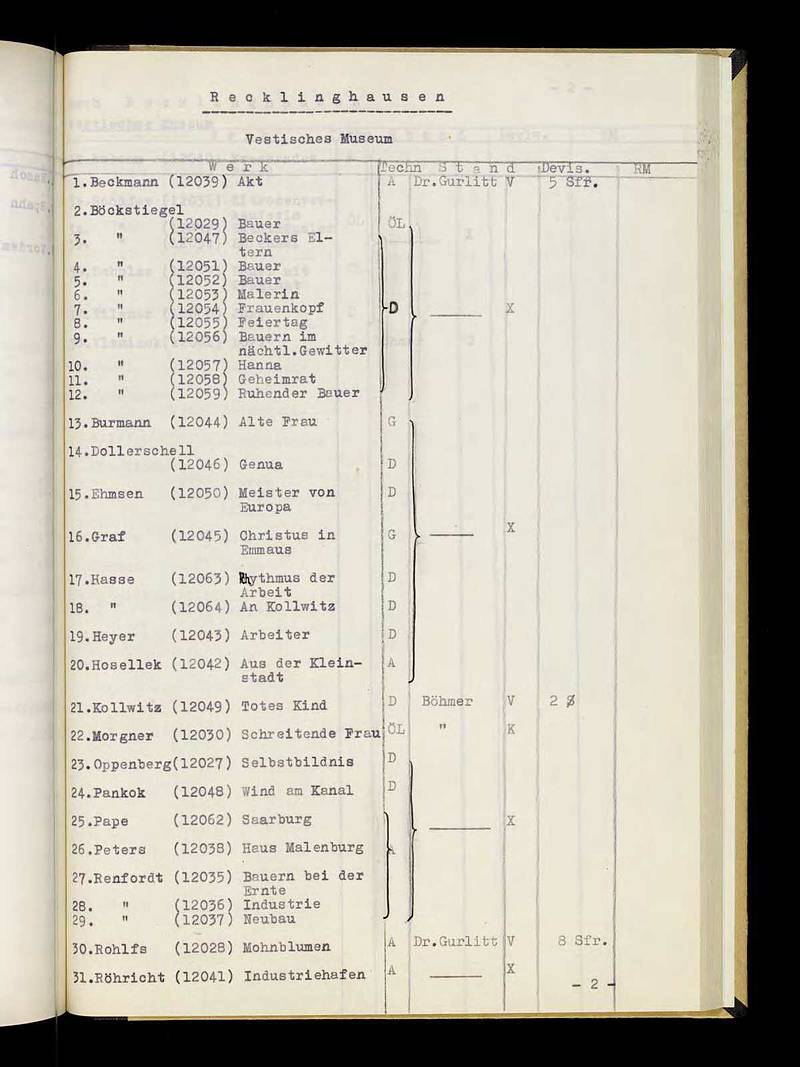 R e c k l i n g h a u s e n
Vestisches Museum
W e r k Techn S t a n d Devis. RM
1.Beckmann (12039) Akt A Dr.Gurlitt V 5 Sfr.
2.Böckstiegel
(12029) Bauer ÖL
3. " (12047) Beckers El-
tern
4. " (12051) Bauer
5. " (12052) Bauer
6. " (12053) Malerin
7. " (12054) Frauenkopf D X
8. " (12055) Feiertag
9. " (12056) Bauern im
nächtl.Gewitter
10. " (12057) Hanna
11. " (12058) Geheimrat
12. " (12059) Ruhender Bauer
13.Burmann (12044) Alte Frau G
14.Dollerschell
(12046) Genua D
15.Ehmsen (12050) Meister von D
Europa
X
16.Graf (12045) Christus in G
Emmaus
17.Hasse (12063) Rhythmus der D
Arbeit
18. " (12064) An Kollwitz D
19.Heyer (12043) Arbeiter D
20.Hosellek (12042) Aus der Klein- A
stadt
21.Kollwitz (12049) Totes Kind D Böhmer V 2 $
22.Morgner (12030) Schreitende Frau ÖL " K
23.Oppenberg(12027) Selbstbildnis D
24.Pankok (12048) Wind am Kanal D
25.Pape (12062) Saarburg X
26.Peters (12038) Haus Malenburg A
27.Renfordt (12035) Bauern bei der
Ernte
28. " (12036) Industrie
29. " (12037) Neubau
30.Rohlfs (12028) Mohnblumen A Dr.Gurlitt V 8 Sfr.
31.Röhricht (12041) Industriehafen A X
- 2 -